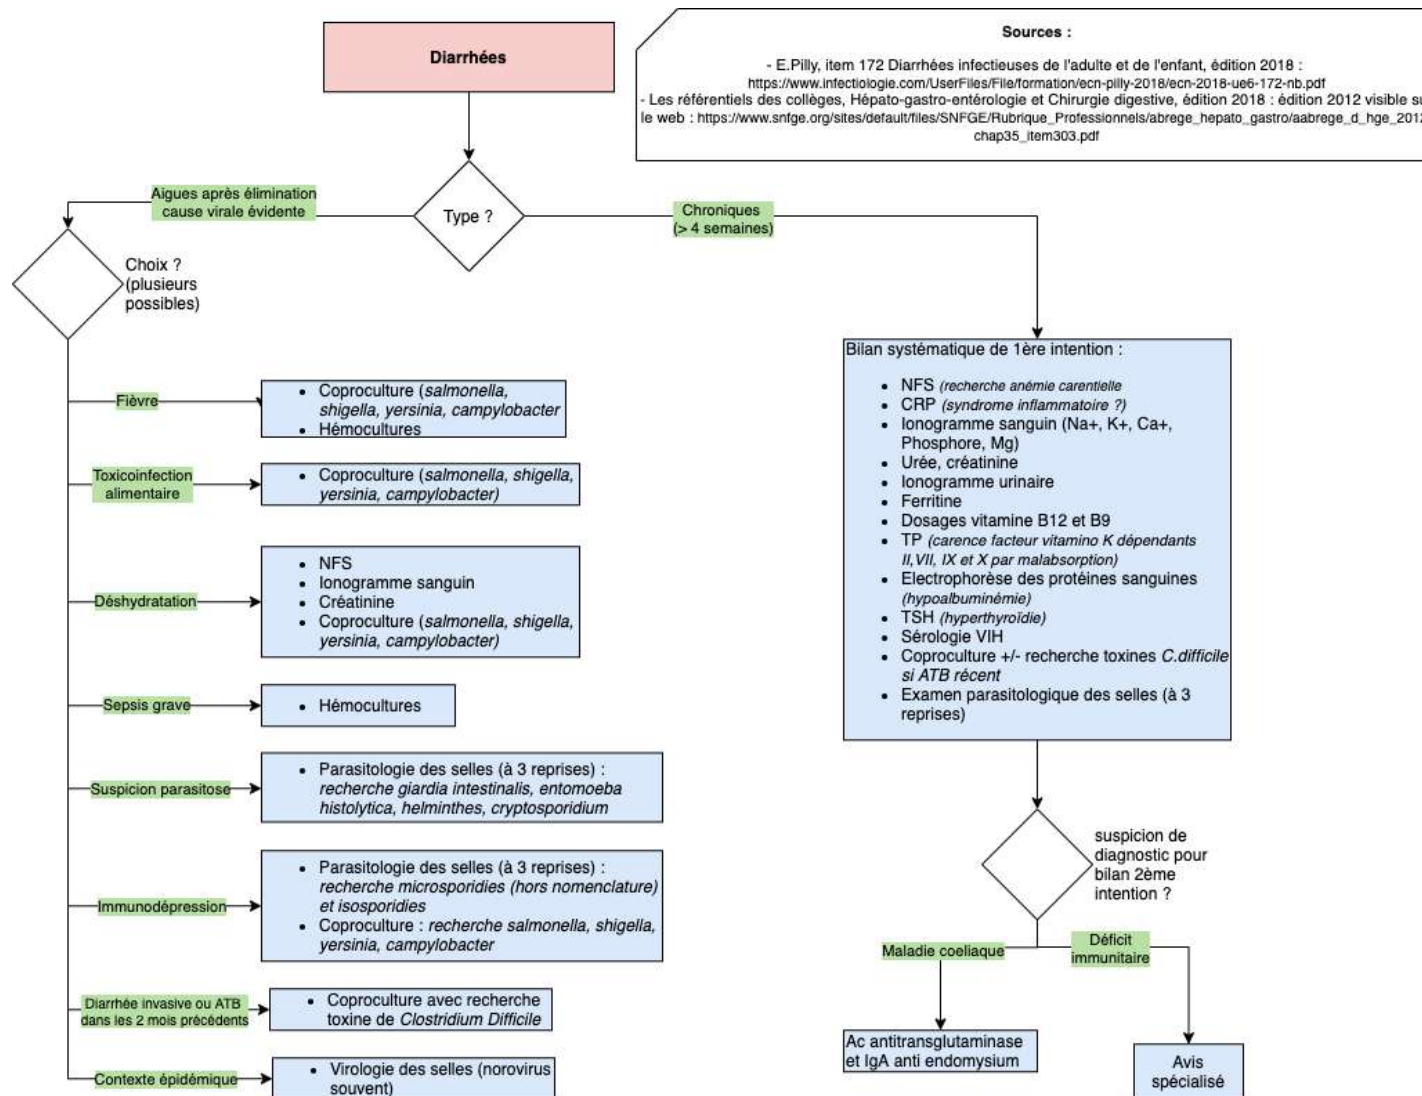 Diarrhées
Sources :
- E.Pilly, item 172 Diarrhées infectieuses de l'adulte et de l'enfant, édition 2018 :
https://www.infectiologie.com/UserFiles/File/formation/ecn-pilly-2018/ecn-2018-ue6-172-nb.pdf
- Les référentiels des collèges, Hépato-gastro-entérologie et Chirurgie digestive, édition 2018 : édition 2012 visible su
le web : https://www.snfge.org/sites/default/files/SNFGE/Rubrique_Professionnels/abrege_hepato_gastro/aabrege_d_hge_2012
chap35_item303.pdf
Type ?
Aigues après élimination
cause virale évidente
Chroniques
(> 4 semaines)
Choix ?
(plusieurs
possibles)
Fièvre
• Coproculture (salmonella,
shigella, yersinia, campylobacter
• Hémocultures
Toxicoinfection
alimentaire
• Coproculture (salmonella, shigella,
yersinia, campylobacter)
Déshydratation
• NFS
• Ionogramme sanguin
• Créatinine
• Coproculture (salmonella, shigella,
yersinia, campylobacter)
Sepsis grave
• Hémocultures
Suspicion parasitose
• Parasitologie des selles (à 3 reprises) :
recherche giardia intestinalis, entomoeba
histolytica, helminthes, cryptosporidium
Immunodépression
• Parasitologie des selles (à 3 reprises) :
recherche microsporidies (hors nomenclature)
et isosporidies
• Coproculture : recherche salmonella, shigella,
yersinia, campylobacter
Diarrhée invasive ou ATB
dans les 2 mois précédents
• Coproculture avec recherche
toxine de Clostridium Difficile
Contexte épidémique
• Virologie des selles (norovirus
souvent)
Bilan systématique de 1ère intention :
• NFS (recherche anémie carentielle
• CRP (syndrome inflammatoire ?)
• Ionogramme sanguin (Na+, K+, Ca+,
Phosphore, Mg)
• Urée, créatinine
• Ionogramme urinaire
• Ferritine
• Dosages vitamine B12 et B9
• TP (carence facteur vitamino K dépendants
II,VII, IX et X par malabsorption)
• Electrophorèse des protéines sanguines
(hypoalbuminémie)
• TSH (hyperthyroïdie)
• Sérologie VIH
• Coproculture +/- recherche toxines C.difficile
si ATB récent
• Examen parasitologique des selles (à 3
reprises)
suspicion de
diagnostic pour
bilan 2ème
intention ?
Maladie coeliaque
Déficit
immunitaire
Ac antitransglutaminase
et IgA anti endomysium
Avis
spécialisé